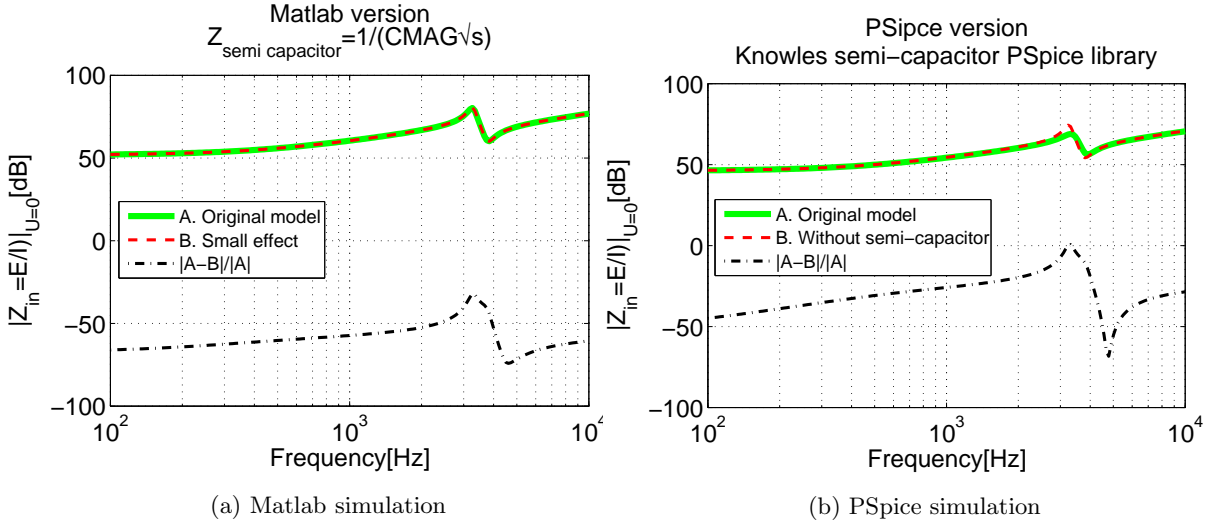 Matlab version
Z_semi capacitor=1/(CMAG√s)
100
50
0
−50
−100
|Z_in=E/I)|_U=0[dB]
A. Original model
B. Small effect
|A−B|/|A|
10^2
10^3
10^4
Frequency[Hz]
(a) Matlab simulation
PSipce version
Knowles semi−capacitor PSpice library
100
50
0
−50
−100
|Z_in=E/I)|_U=0[dB]
A. Original model
B. Without semi−capacitor
|A−B|/|A|
10^2
10^3
10^4
Frequency[Hz]
(b) PSpice simulation